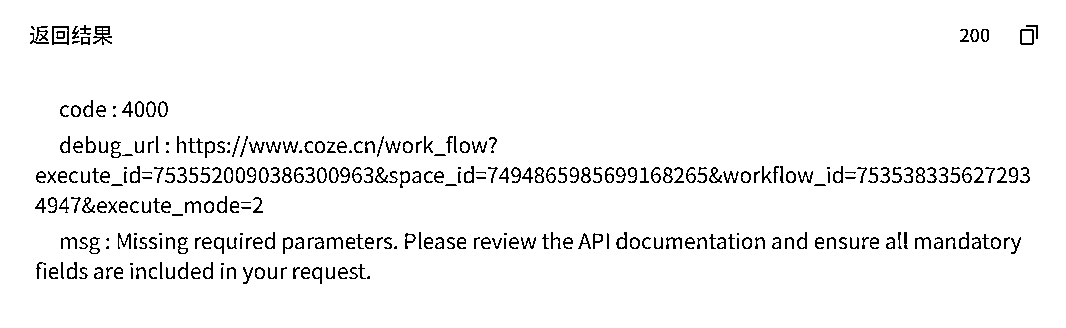 返回结果
200
code : 4000
debug_url : https://www.coze.cn/work_flow?
execute_id=7535520090386300963&space_id=7494865985699168265&workflow_id=753538335627293
4947&execute_mode=2
msg : Missing required parameters. Please review the API documentation and ensure all mandatory
fields are included in your request.